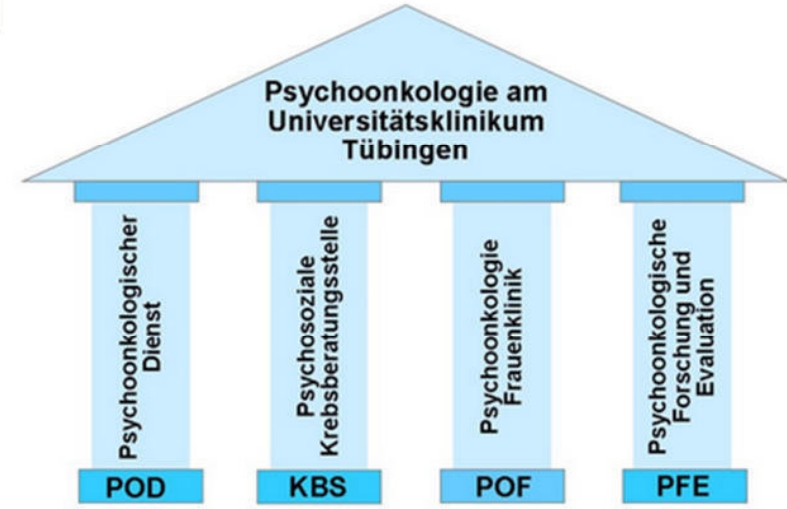 Psychoonkologie am
Universitätsklinikum
Tübingen
Psychoonkologischer
Dienst
Psychosoziale
Krebsberatungsstelle
Psychoonkologie
Frauenklinik
Psychoonkologische
Forschung und
Evaluation
POD
KBS
POF
PFE